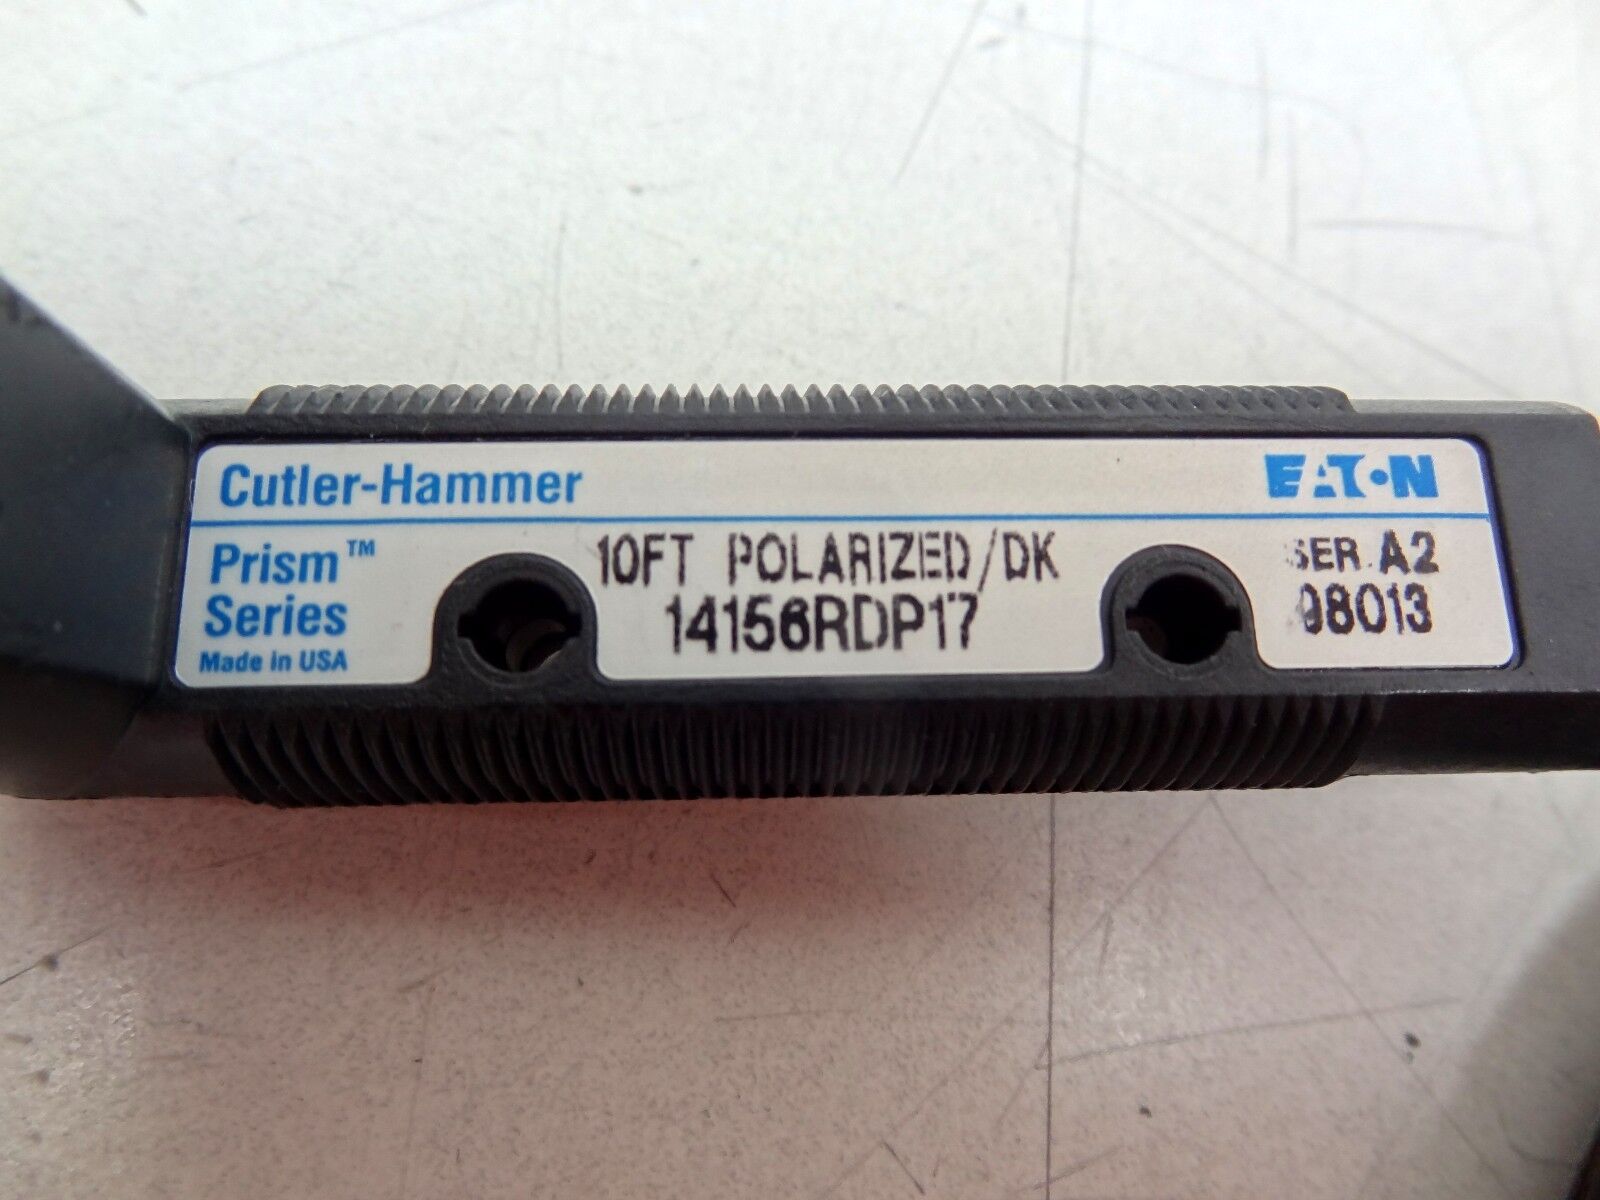 Cutler-Hammer EATON
Prism™
Series
Made in USA
10FT POLARIZED/DK
14156RDP17
SER. A2
98013